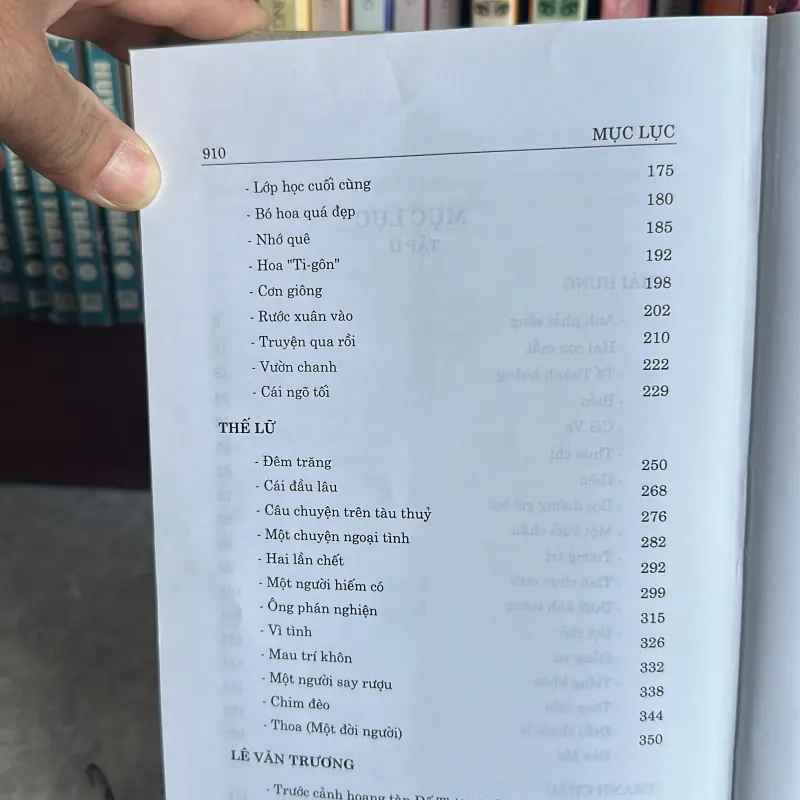 910 MỤC LỤC
- Lớp học cuối cùng 175
- Bó hoa quá đẹp 180
- Nhớ quê 185
- Hoa "Ti-gôn" 192
- Cơn giông 198
- Rước xuân vào 202
- Truyện qua rồi 210
- Vườn chanh 222
- Cái ngõ tối 229
THẾ LỮ
- Đêm trăng 250
- Cái đầu lâu 268
- Câu chuyện trên tàu thuỷ 276
- Một chuyện ngoại tình 282
- Hai lần chết 292
- Một người hiếm có 299
- Ông phán nghiện 315
- Vì tình 326
- Mau trí khôn 332
- Một người say rượu 338
- Chim đèo 344
- Thoa (Một đời người) 350
LÊ VĂN TRƯƠNG
- Trước cảnh hoang tàn